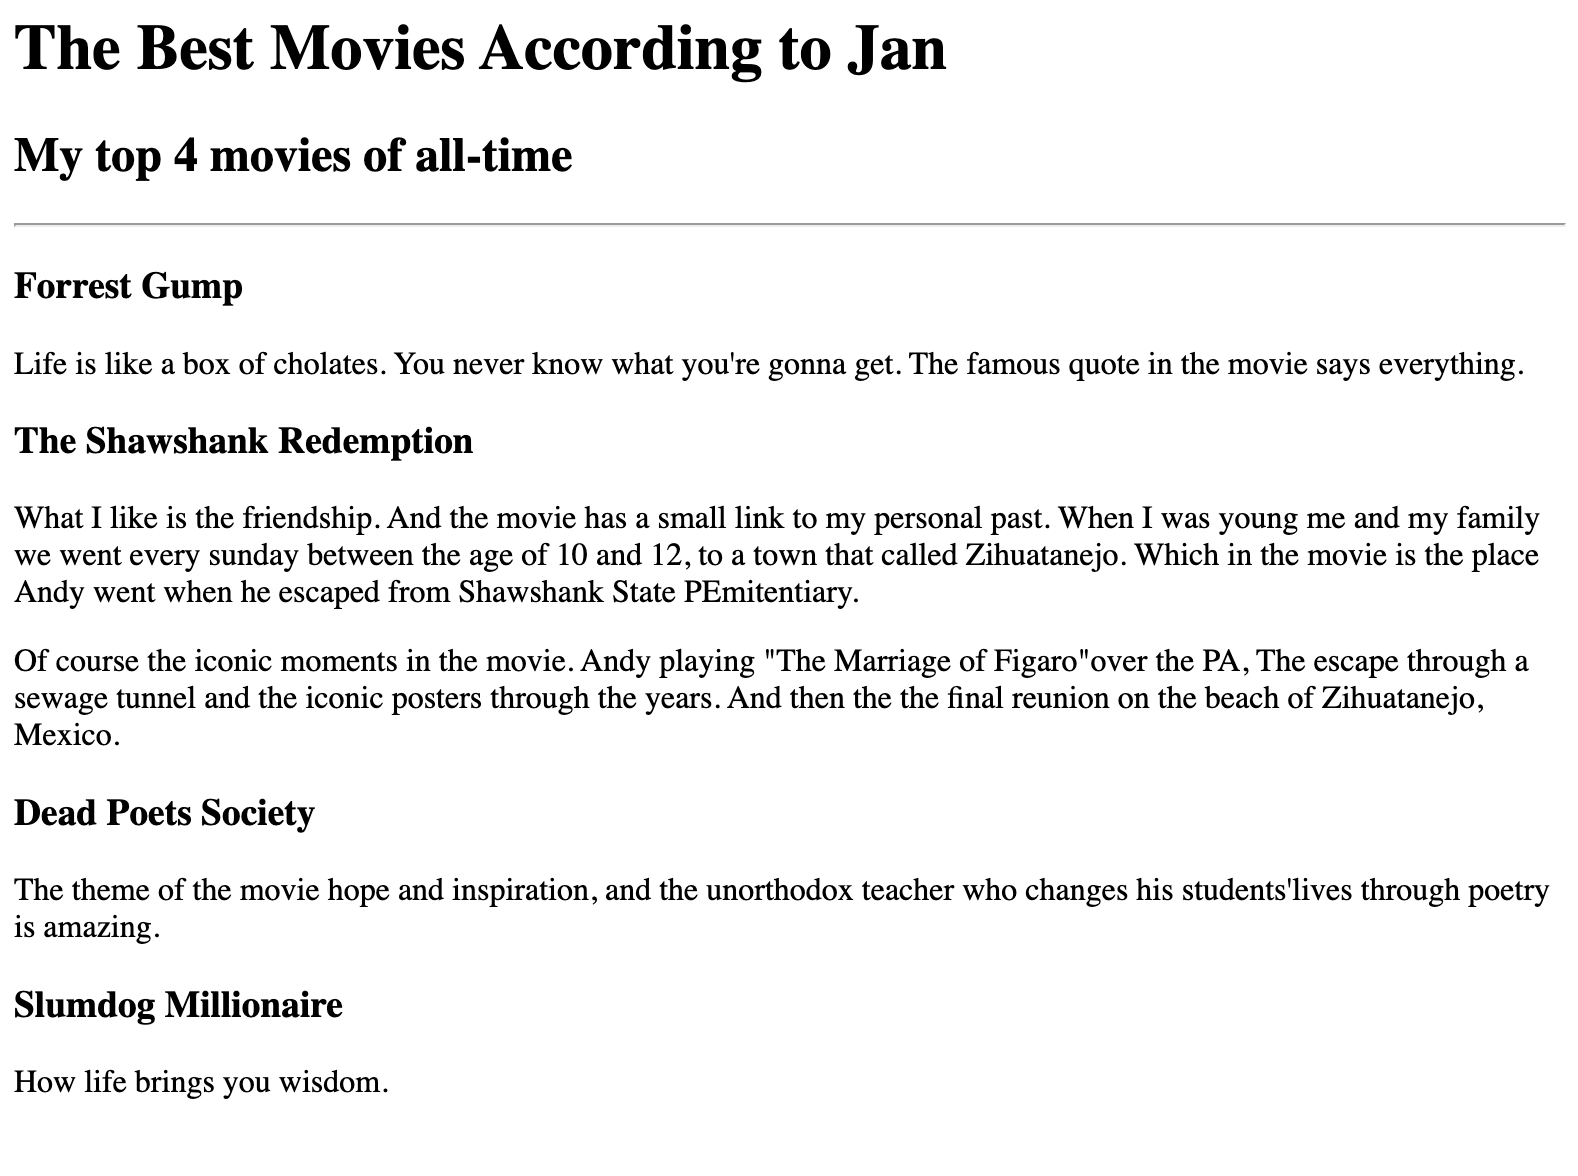 The Best Movies According to Jan
My top 4 movies of all-time
Forrest Gump
Life is like a box of cholates. You never know what you're gonna get. The famous quote in the movie says everything.
The Shawshank Redemption
What I like is the friendship. And the movie has a small link to my personal past. When I was young me and my family
we went every sunday between the age of 10 and 12, to a town that called Zihuatanejo. Which in the movie is the place
Andy went when he escaped from Shawshank State PEmitentiary.
Of course the iconic moments in the movie. Andy playing "The Marriage of Figaro"over the PA, The escape through a
sewage tunnel and the iconic posters through the years. And then the the final reunion on the beach of Zihuatanejo,
Mexico.
Dead Poets Society
The theme of the movie hope and inspiration, and the unorthodox teacher who changes his students'lives through poetry
is amazing.
Slumdog Millionaire
How life brings you wisdom.